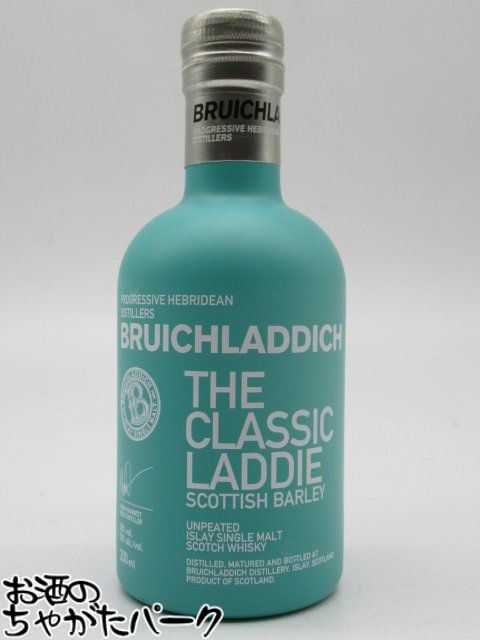 BRUICHLA
PROGRESSIVE HEBRIDEAN
DISTILLERS
PROGRESSIVE HEBRIDEAN
DISTILLERS
BRUICHLADDICH
THE
CLASSIC
LADDIE
SCOTTISH BARLEY
UNPEATED
ISLAY SINGLE MALT
SCOTCH WHISKY
DISTILLED, MATURED AND BOTTLED AT
BRUICHLADDICH DISTILLERY, ISLAY, SCOTLAND
PRODUCT OF SCOTLAND.
B
200ml
お酒の
ちゃがたパーク